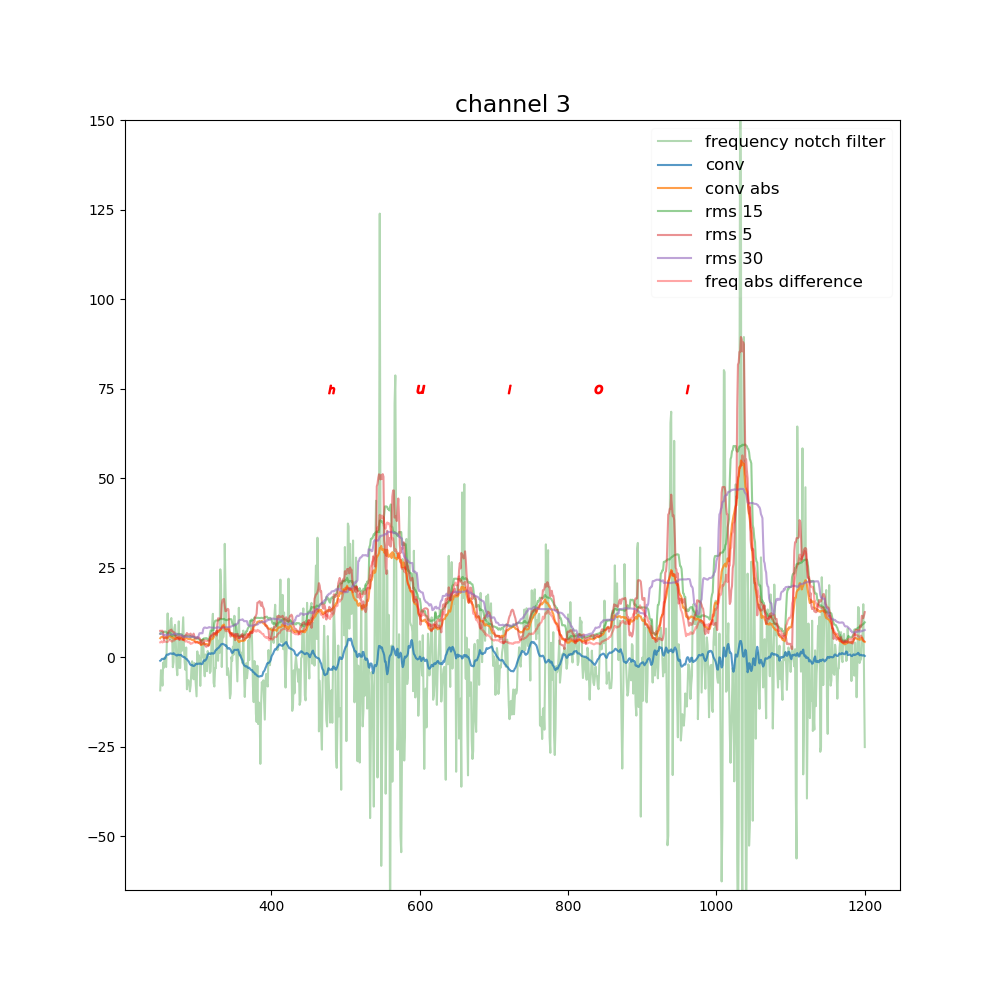 channel 3
150
frequency notch filter
conv
conv abs
rms 15
rms 5
rms 30
freq abs difference
125
100
75
h u l o l
50
25
0
−25
−50
400 600 800 1000 1200